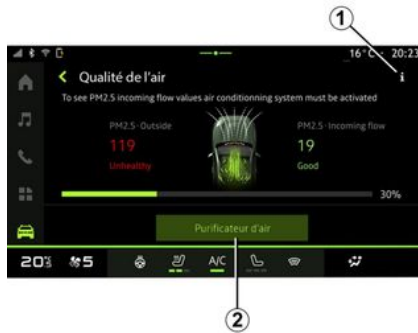 1
16°C · 20:23
Qualité de l'air
i
To see PM2.5 incoming flow values air conditionning system must be activated
PM2.5-Outside
PM2.5-Incoming flow
119
19
Unhealthy
Good
30%
Purificateur d'air
20 5
A/C
2